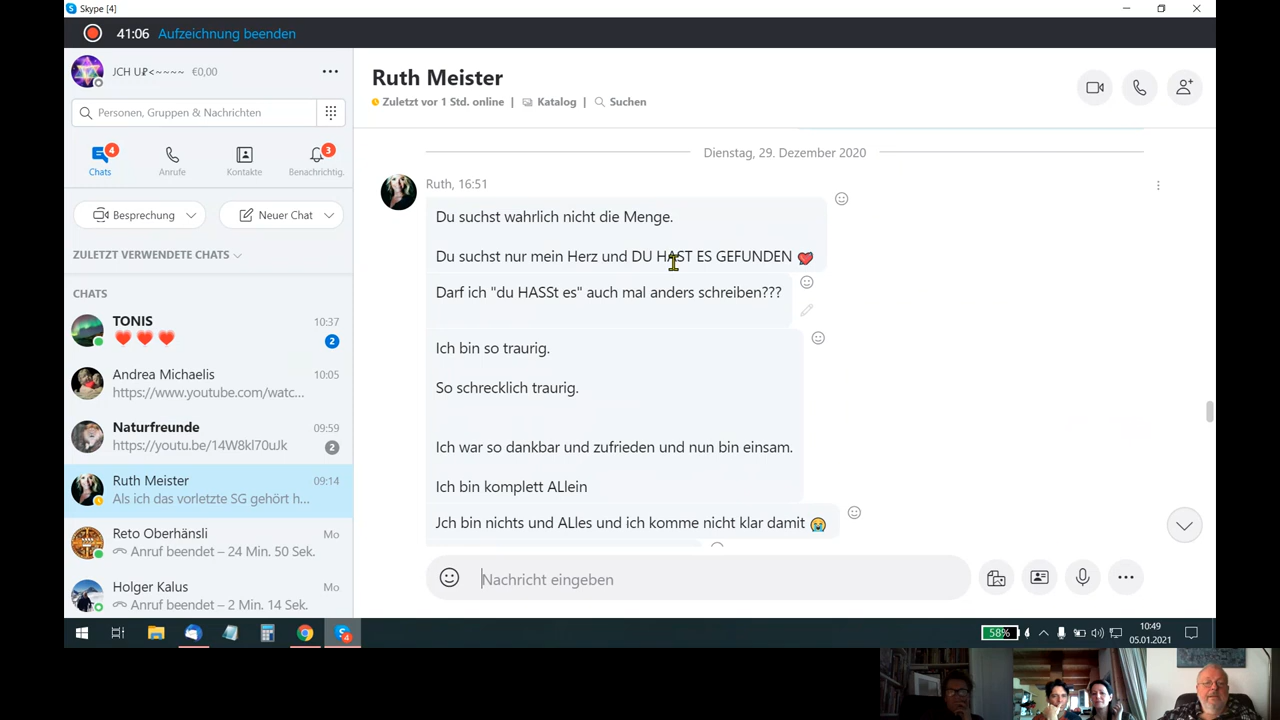 Skype [4]
41:06 Aufzeichnung beenden
€0,00
Personen, Gruppen & Nachrichten
4
3
Chats
Anrufe
Kontakte
Benachrichtig.
Besprechung
Neuer Chat
ZULETZT VERWENDETE CHATS
CHATS
TONIS 10:37
❤️ ❤️ ❤️ 2
Andrea Michaelis 10:05
https://www.youtube.com/watc...
Naturfreunde 09:59
https://youtu.be/14W8kl70uJk 2
Ruth Meister 09:14
Als ich das vorletzte SG gehört h...
Reto Oberhänsli Mo
Anruf beendet – 24 Min. 50 Sek.
Holger Kalus Mo
Anruf beendet – 2 Min. 14 Sek.
Ruth Meister
Zuletzt vor 1 Std. online | Katalog | Suchen
Dienstag, 29. Dezember 2020
Ruth, 16:51
Du suchst wahrlich nicht die Menge.
Du suchst nur mein Herz und DU HAST ES GEFUNDEN 💘
Darf ich "du HASSt es" auch mal anders schreiben???
Ich bin so traurig.
So schrecklich traurig.
Ich war so dankbar und zufrieden und nun bin einsam.
Ich bin komplett ALlein
Jch bin nichts und ALles und ich komme nicht klar damit 😭
Nachricht eingeben
4
58%
10:49
05.01.2021